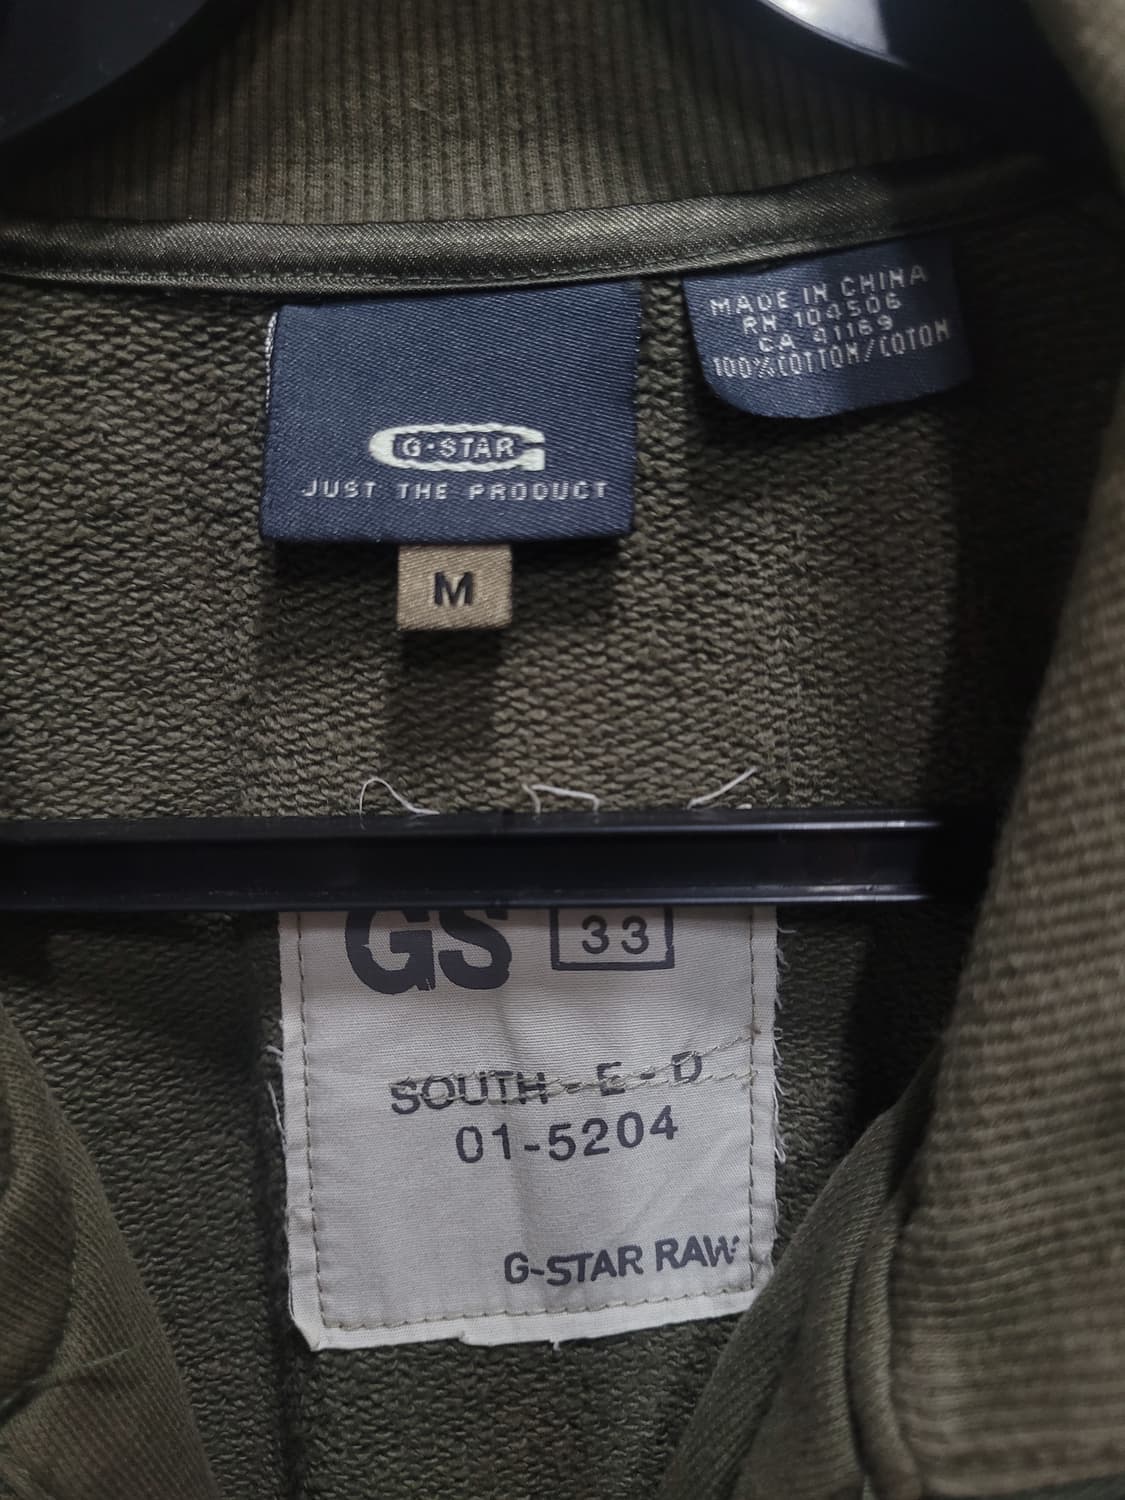 MADE IN CHINA
RN 104506
CA 41169
100%COTTON/COTON
G-STAR
JUST THE PRODUCT
M
GS 33
SOUTH - E - D
01-5204
G-STAR RAW